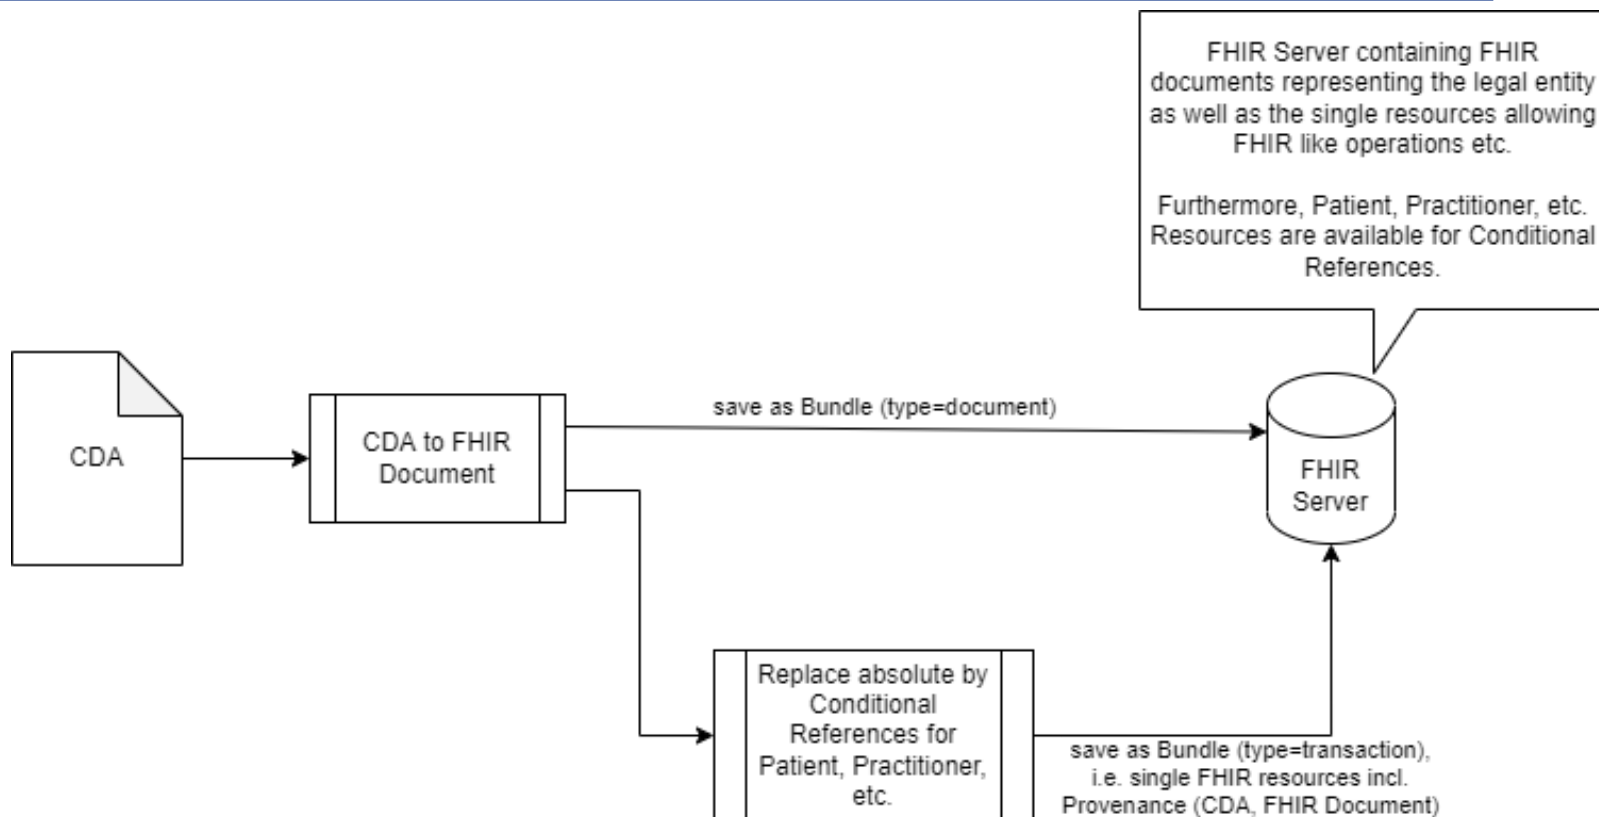 FHIR Server containing FHIR
documents representing the legal entity
as well as the single resources allowing
FHIR like operations etc.
Furthermore, Patient, Practitioner, etc.
Resources are available for Conditional
References.
CDA
CDA to FHIR
Document
save as Bundle (type=document)
FHIR
Server
Replace absolute by
Conditional
References for
Patient, Practitioner,
etc.
save as Bundle (type=transaction),
i.e. single FHIR resources incl.
Provenance (CDA, FHIR Document)